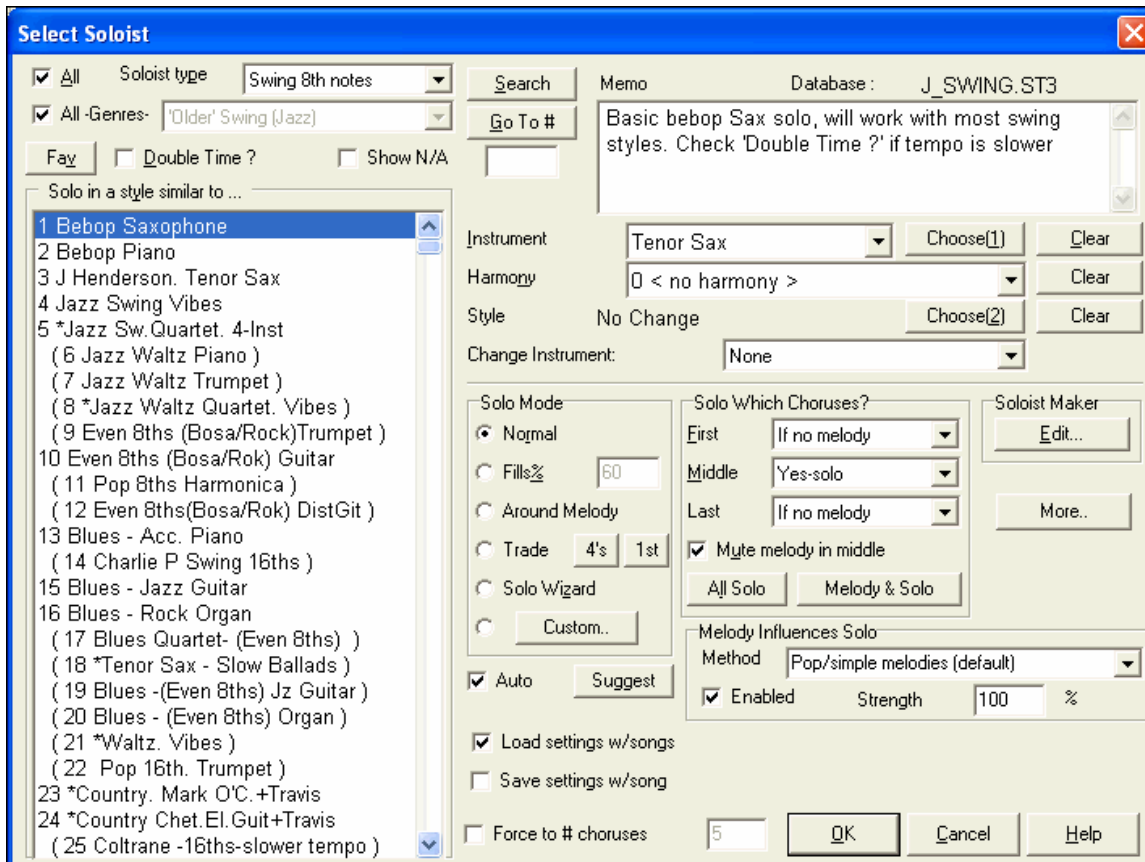 Select Soloist
All Soloist type Swing 8th notes
All -Genres- 'Older' Swing (Jazz)
Fav Double Time ? Show N/A
Solo in a style similar to ...
1 Bebop Saxophone
2 Bebop Piano
3 J Henderson. Tenor Sax
4 Jazz Swing Vibes
5 *Jazz Sw.Quartet. 4-Inst
( 6 Jazz Waltz Piano )
( 7 Jazz Waltz Trumpet )
( 8 *Jazz Waltz Quartet. Vibes )
( 9 Even 8ths (Bosa/Rock)Trumpet )
10 Even 8ths (Bosa/Rok) Guitar
( 11 Pop 8ths Harmonica )
( 12 Even 8ths(Bosa/Rok) DistGit )
13 Blues - Acc. Piano
( 14 Charlie P Swing 16ths )
15 Blues - Jazz Guitar
16 Blues - Rock Organ
( 17 Blues Quartet- (Even 8ths) )
( 18 *Tenor Sax - Slow Ballads )
( 19 Blues -(Even 8ths) Jz Guitar )
( 20 Blues - (Even 8ths) Organ )
( 21 *Waltz. Vibes )
( 22 Pop 16th. Trumpet )
23 *Country. Mark O'C.+Travis
24 *Country Chet.El.Guit+Travis
( 25 Coltrane -16ths-slower tempo )
Search
Go To #
Memo Database : J_SWING.ST3
Basic bebop Sax solo, will work with most swing
styles. Check 'Double Time ?' if tempo is slower
Instrument Tenor Sax Choose(1) Clear
Harmony 0 < no harmony > Clear
Style No Change Choose(2) Clear
Change Instrument: None
Solo Mode
Normal
Fills% 60
Around Melody
Trade 4's 1st
Solo Wizard
Custom..
Auto Suggest
Solo Which Choruses?
First If no melody
Middle Yes-solo
Last If no melody
Mute melody in middle
All Solo Melody & Solo
Soloist Maker
Edit...
More..
Melody Influences Solo
Method Pop/simple melodies (default)
Enabled Strength 100 %
Load settings w/songs
Save settings w/song
Force to # choruses 5 OK Cancel Help